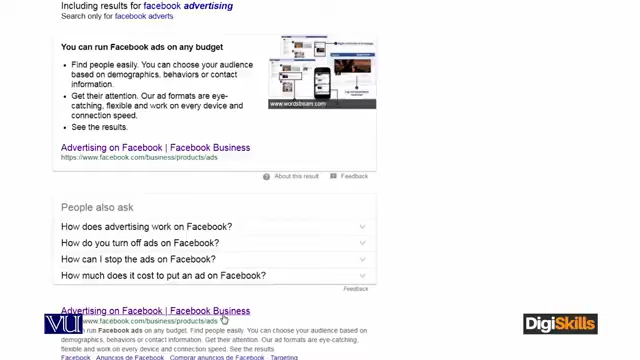 Including results for facebook advertising
Search only for facebook adverts
You can run Facebook ads on any budget
Find people easily. You can choose your audience
based on demographics, behaviors or contact
information.
Get their attention. Our ad formats are eye-
catching, flexible and work on every device and
connection speed.
See the results.
www.wordstream.com
Advertising on Facebook | Facebook Business
https://www.facebook.com/business/products/ads
About this result
Feedback
People also ask
How does advertising work on Facebook?
How do you turn off ads on Facebook?
How can I stop the ads on Facebook?
How much does it cost to put an ad on Facebook?
Feedback
Advertising on Facebook | Facebook Business
www.facebook.com/business/products/ads
run Facebook ads on any budget. Find people easily. You can choose your audience based on
demographics, behaviors or contact information. Get their attention. Our ad formats are eye-catching,
flexible and work on every device and connection speed. See the results.
Facebook · Anuncios de Facebook · Comprar anuncios de Facebook · Targeting
VU
DigiSkills